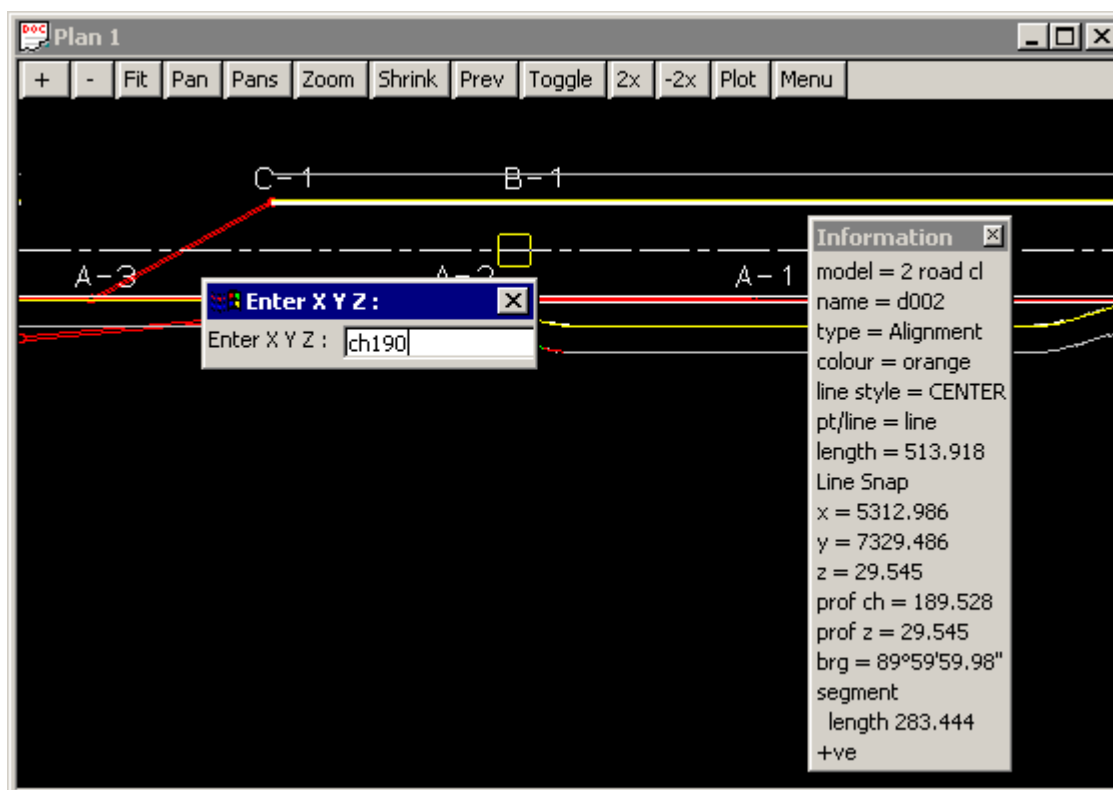 DOC Plan 1
+ - Fit Pan Pans Zoom Shrink Prev Toggle 2x -2x Plot Menu
C-1 B-1
A-3 A-2 A-1
Enter X Y Z :
Enter X Y Z : ch190
Information
model = 2 road cl
name = d002
type = Alignment
colour = orange
line style = CENTER
pt/line = line
length = 513.918
Line Snap
x = 5312.986
y = 7329.486
z = 29.545
prof ch = 189.528
prof z = 29.545
brg = 89°59'59.98"
segment
length 283.444
+ve